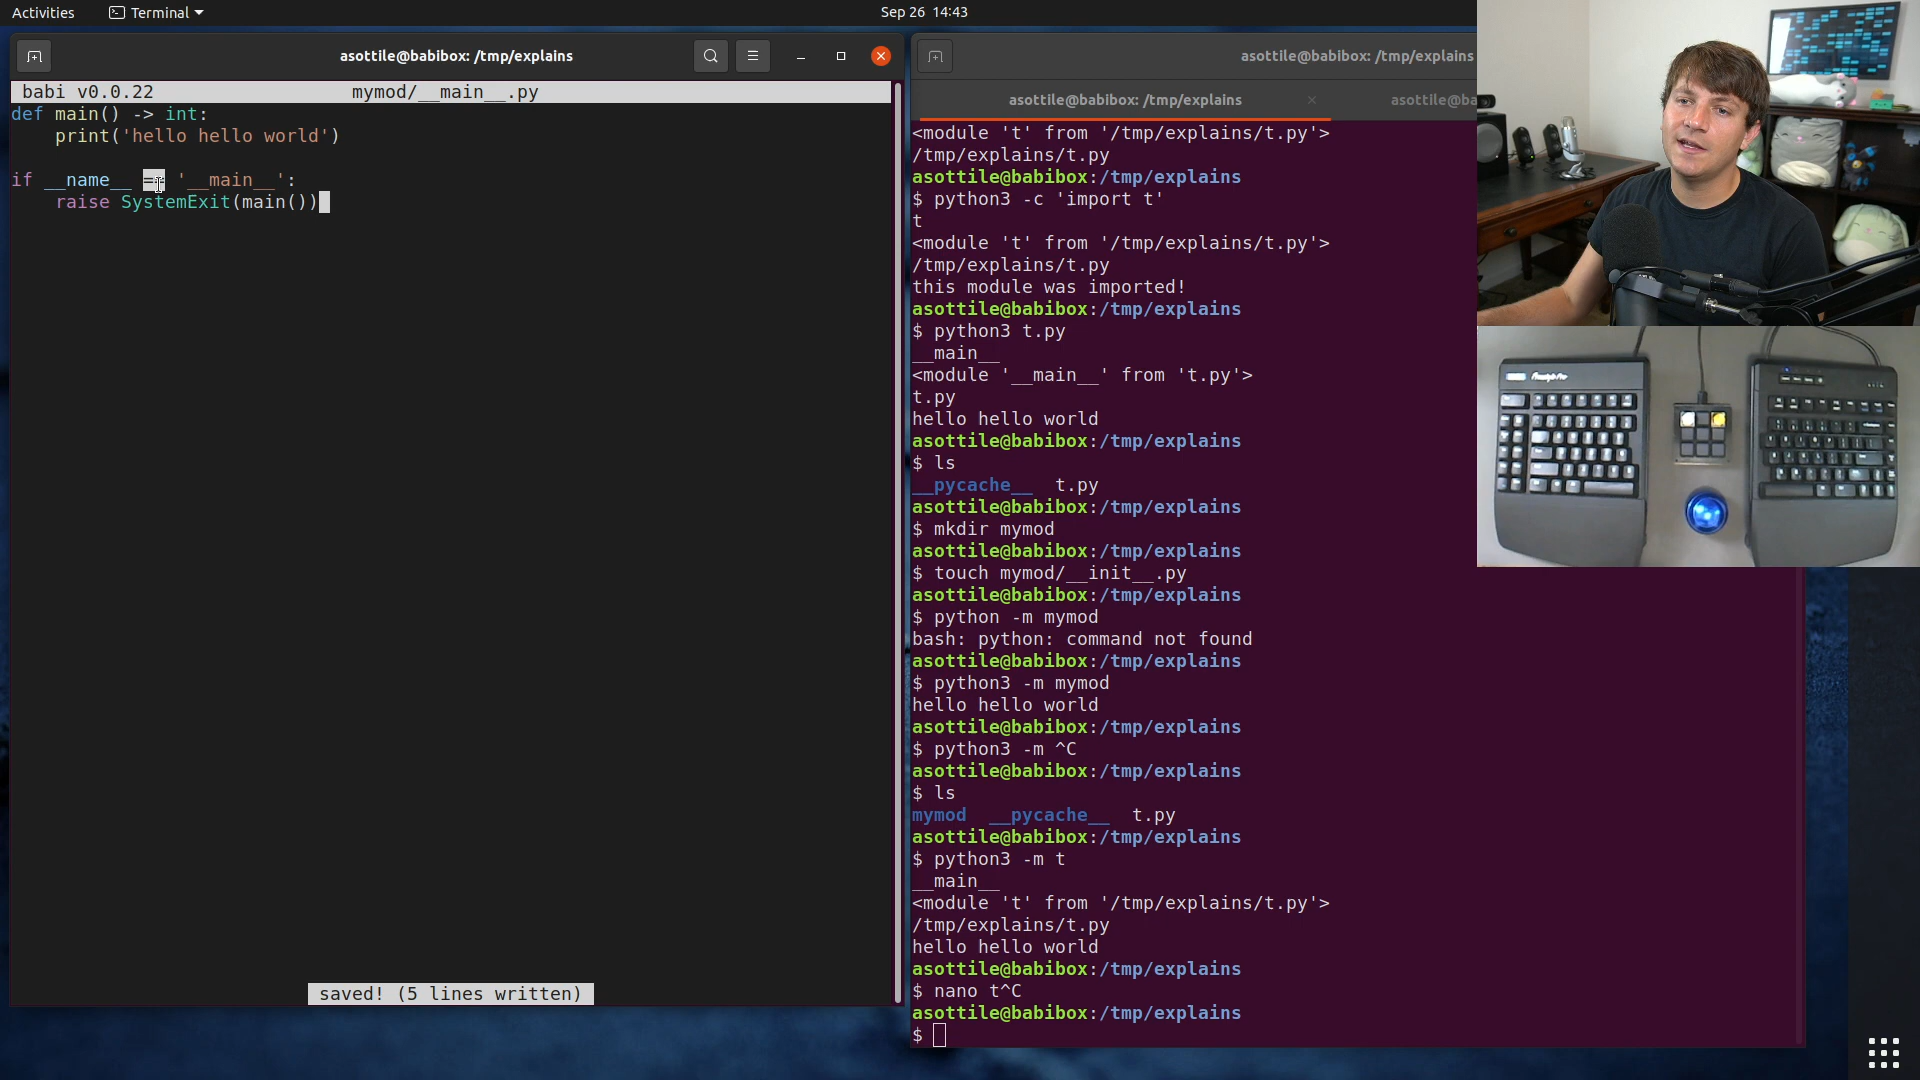 Activities
Terminal
Sep 26 14:43
asottile@babibox: /tmp/explains
babi v0.0.22 mymod/__main__.py
def main() -> int:
    print('hello hello world')
if __name__ == '__main__':
    raise SystemExit(main())
saved! (5 lines written)
asottile@babibox: /tmp/explains
asottile@babibox: /tmp/explains
asottile@ba
<module 't' from '/tmp/explains/t.py'>
/tmp/explains/t.py
asottile@babibox:/tmp/explains
$ python3 -c 'import t'
t
<module 't' from '/tmp/explains/t.py'>
/tmp/explains/t.py
this module was imported!
asottile@babibox:/tmp/explains
$ python3 t.py
__main__
<module '__main__' from 't.py'>
t.py
hello hello world
asottile@babibox:/tmp/explains
$ ls
__pycache__  t.py
asottile@babibox:/tmp/explains
$ mkdir mymod
asottile@babibox:/tmp/explains
$ touch mymod/__init__.py
asottile@babibox:/tmp/explains
$ python -m mymod
bash: python: command not found
asottile@babibox:/tmp/explains
$ python3 -m mymod
hello hello world
asottile@babibox:/tmp/explains
$ python3 -m ^C
asottile@babibox:/tmp/explains
$ ls
mymod  __pycache__  t.py
asottile@babibox:/tmp/explains
$ python3 -m t
__main__
<module 't' from '/tmp/explains/t.py'>
/tmp/explains/t.py
hello hello world
asottile@babibox:/tmp/explains
$ nano t^C
asottile@babibox:/tmp/explains
$